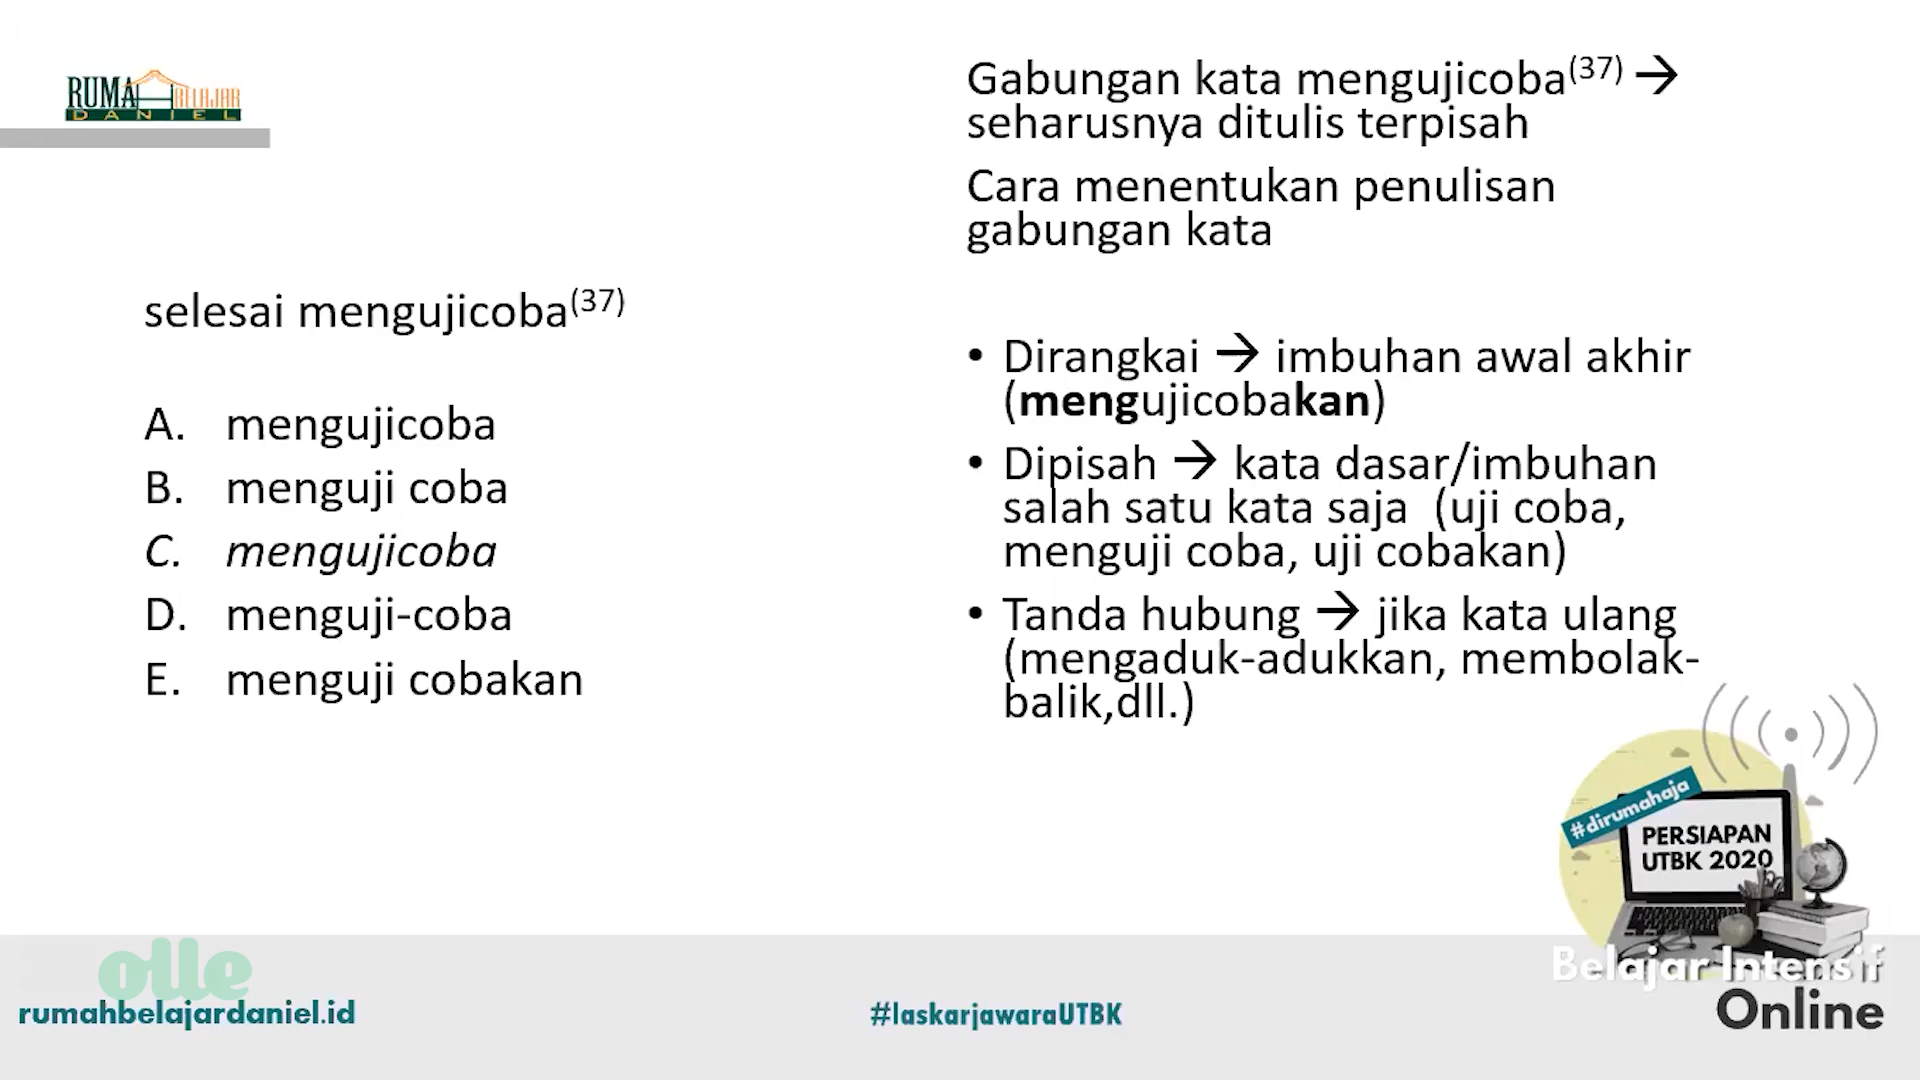 RUMA BELAJAR
DANIEL
selesai mengujicoba(37)
A. mengujicoba
B. menguji coba
C. mengujicoba
D. menguji-coba
E. menguji cobakan
Gabungan kata mengujicoba(37) →
seharusnya ditulis terpisah
Cara menentukan penulisan
gabungan kata
• Dirangkai → imbuhan awal akhir
(mengujicobakan)
• Dipisah → kata dasar/imbuhan
salah satu kata saja (uji coba,
menguji coba, uji cobakan)
• Tanda hubung → jika kata ulang
(mengaduk-adukkan, membolak-
balik,dll.)
#dirumahaja
PERSIAPAN
UTBK 2020
Belajar Intensif
Online
olle
rumahbelajardaniel.id
#laskarjawaraUTBK